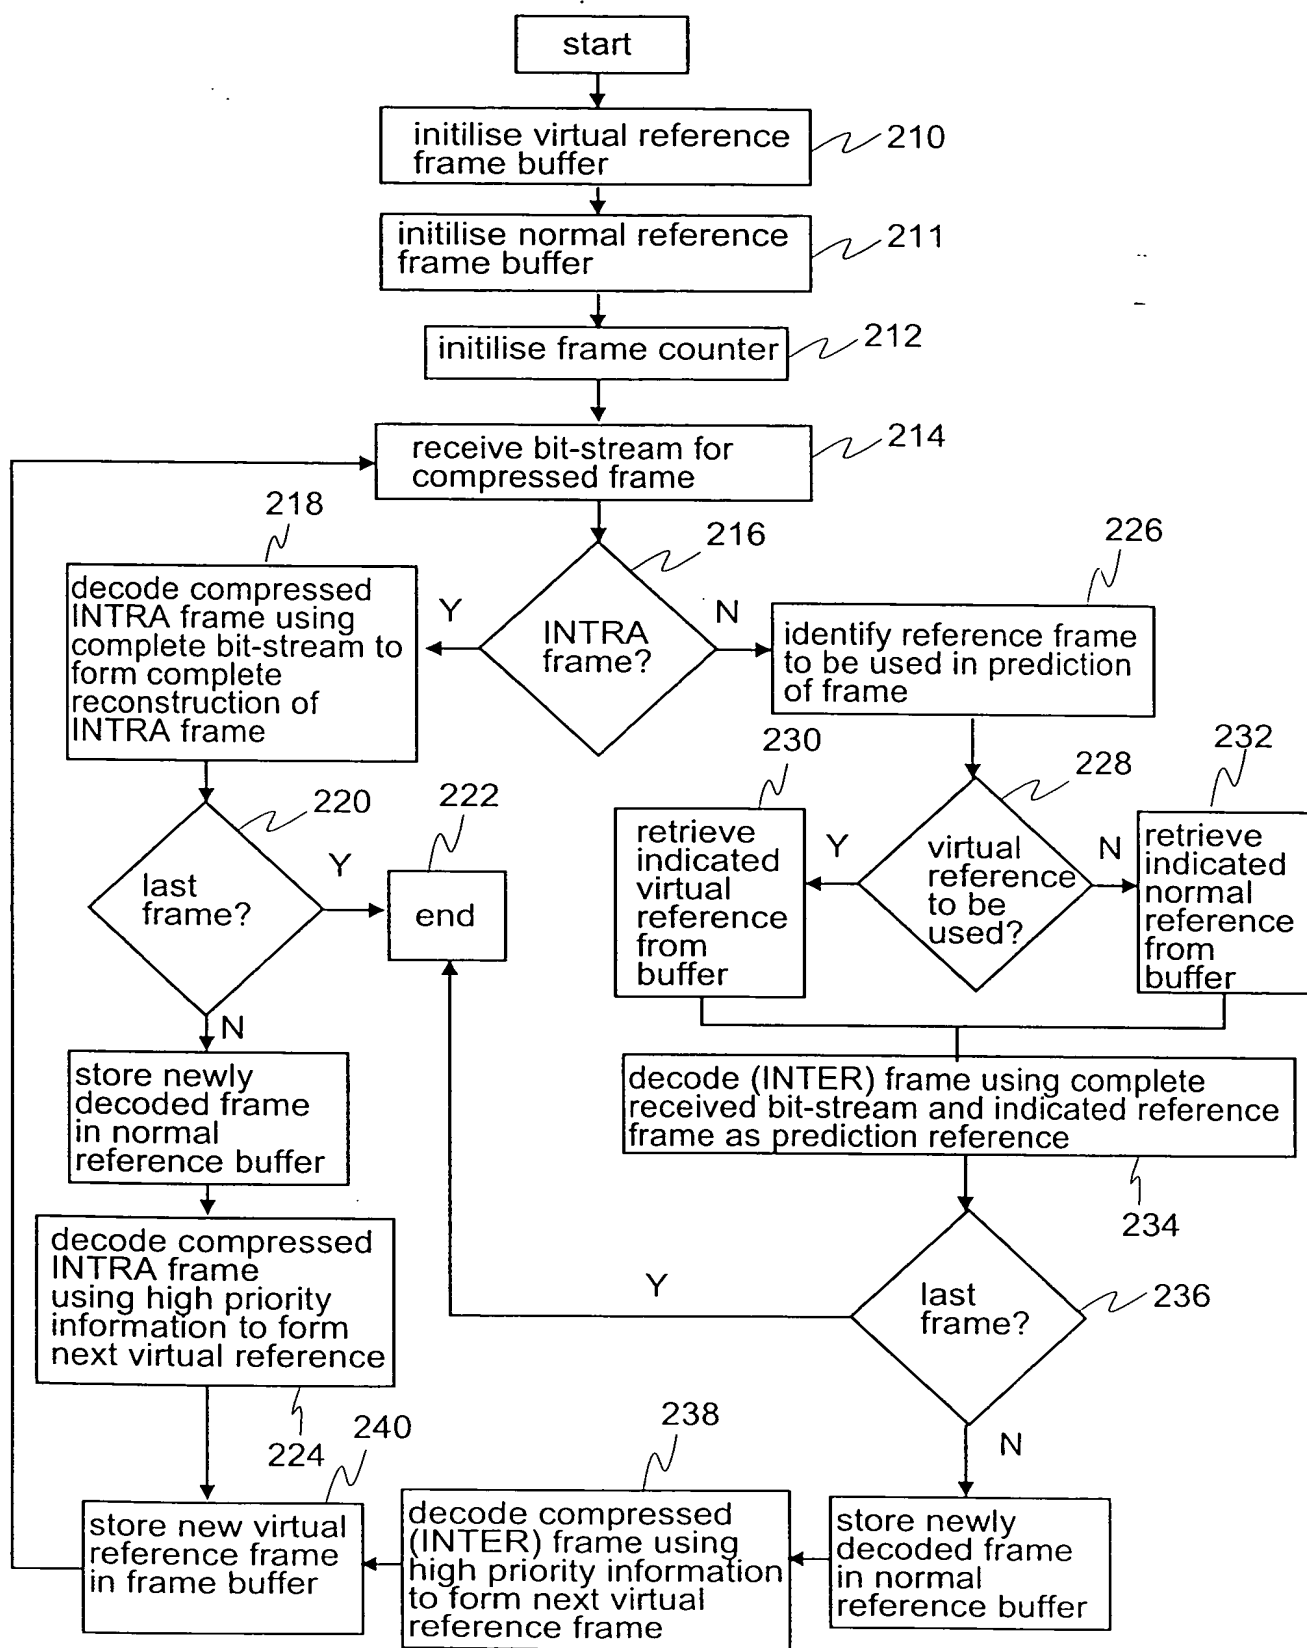 start
initilise virtual reference
frame buffer
210
initilise normal reference
frame buffer
211
initilise frame counter
212
receive bit-stream for
compressed frame
214
218
216
226
decode compressed
INTRA frame using
complete bit-stream to
form complete
reconstruction of
INTRA frame
Y
INTRA
frame?
N
identify reference frame
to be used in prediction
of frame
230
228
232
220
222
last
frame?
Y
end
retrieve
indicated
virtual
reference
from
buffer
Y
virtual
reference
to be
used?
N
retrieve
indicated
normal
reference
from
buffer
N
store newly
decoded frame
in normal
reference buffer
decode (INTER) frame using complete
received bit-stream and indicated reference
frame as prediction reference
234
decode compressed
INTRA frame
using high priority
information to form
next virtual reference
224
Y
last
frame?
236
N
240
238
store new virtual
reference frame
in frame buffer
decode compressed
(INTER) frame using
high priority information
to form next virtual
reference frame
store newly
decoded frame
in normal
reference buffer